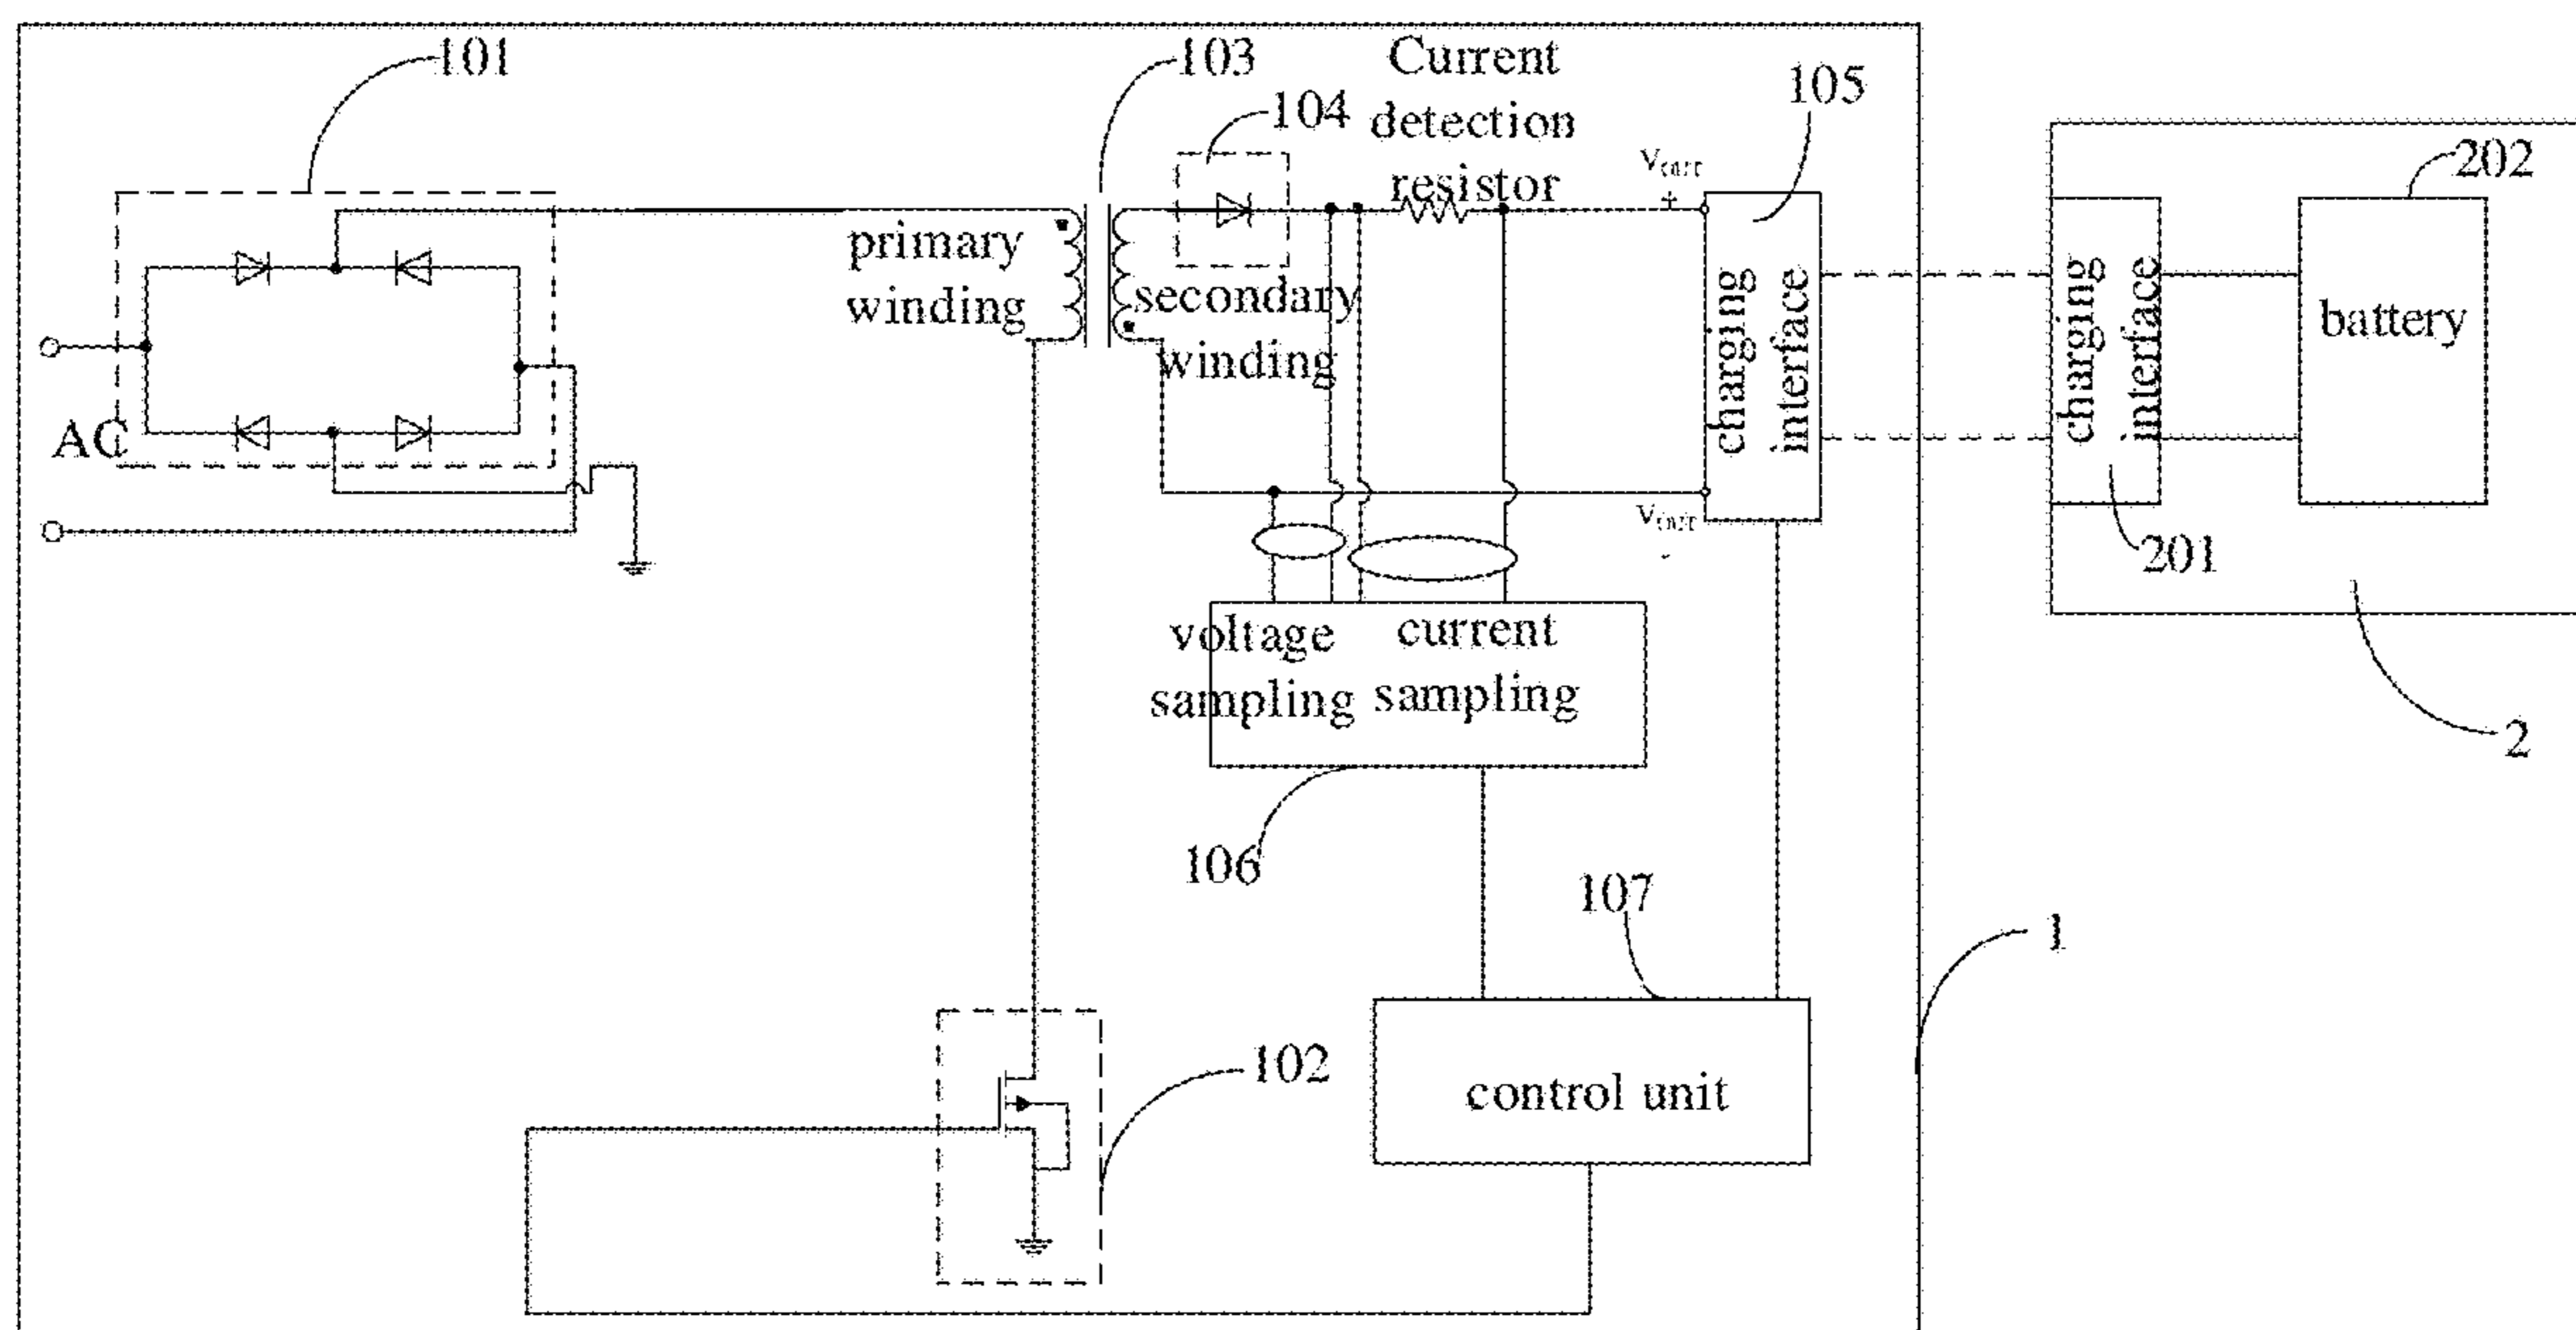 101
103
Current
detection
resistor
104
105
202
Vout
+
primary
winding
secondary
winding
charging
interface
charging
interface
battery
AC
Vout
-
201
voltage
sampling
current
sampling
2
106
107
1
102
control unit